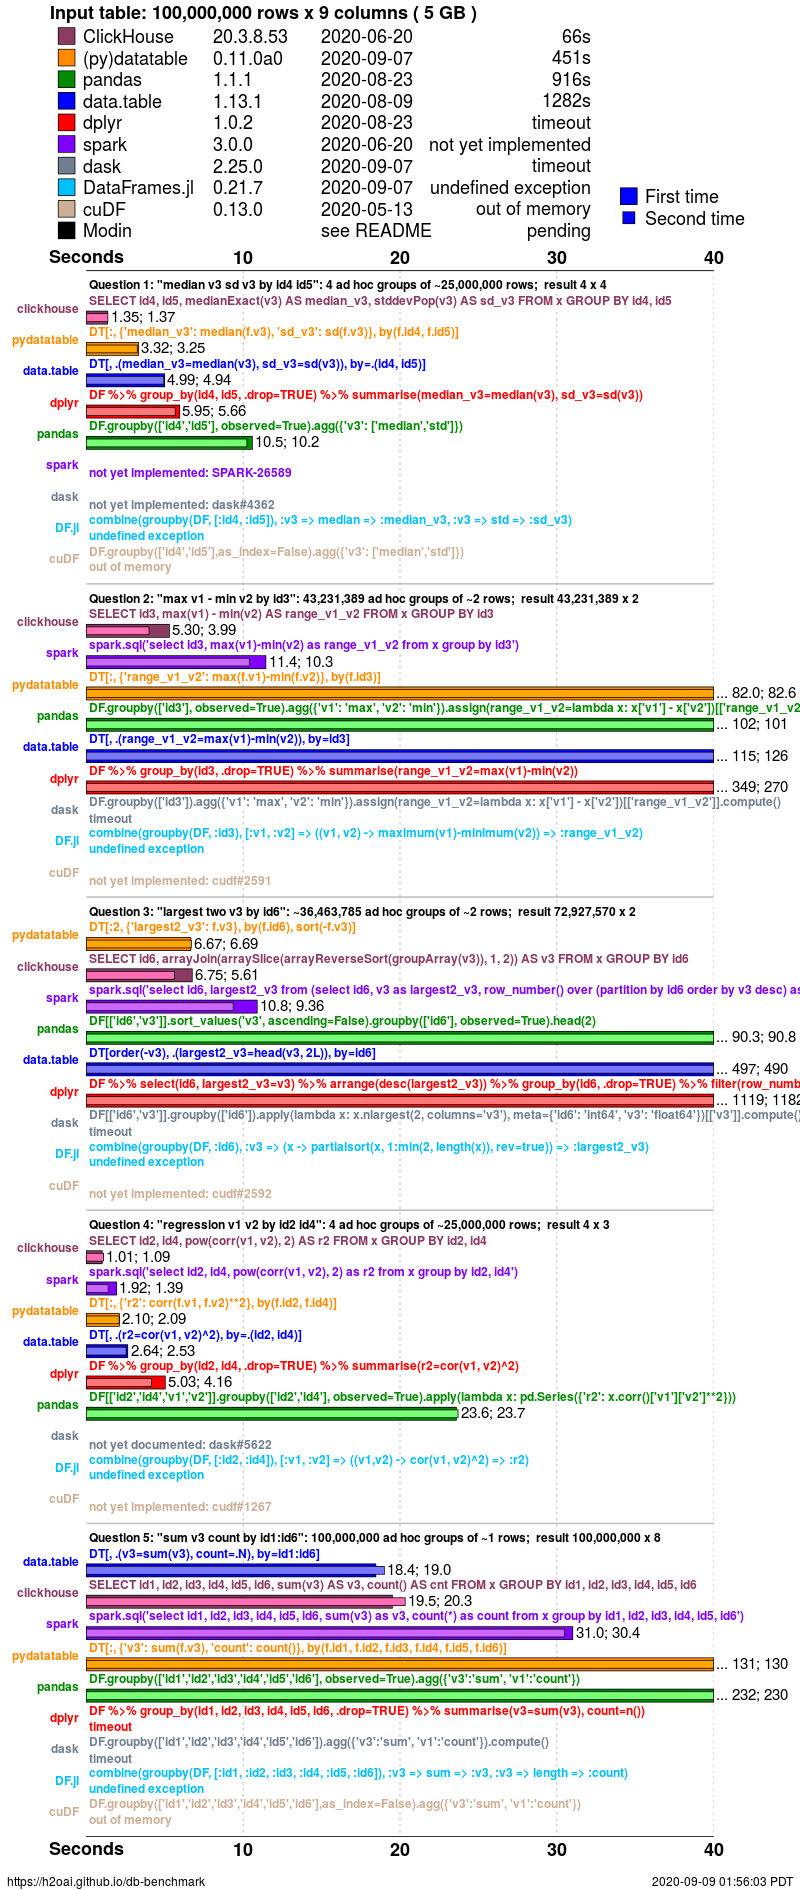 Input table: 100,000,000 rows x 9 columns ( 5 GB )
ClickHouse 20.3.8.53 2020-06-20 66s
(py)datatable 0.11.0a0 2020-09-07 451s
pandas 1.1.1 2020-08-23 916s
data.table 1.13.1 2020-08-09 1282s
dplyr 1.0.2 2020-08-23 timeout
spark 3.0.0 2020-06-20 not yet implemented
dask 2.25.0 2020-09-07 timeout
DataFrames.jl 0.21.7 2020-09-07 undefined exception
First time
cuDF 0.13.0 2020-05-13 out of memory
Second time
Modin see README pending
Seconds 10 20 30 40
Question 1: "median v3 sd v3 by id4 id5": 4 ad hoc groups of ~25,000,000 rows; result 4 x 4
SELECT id4, id5, medianExact(v3) AS median_v3, stddevPop(v3) AS sd_v3 FROM x GROUP BY id4, id5
clickhouse 1.35; 1.37
DT[:, {'median_v3': median(f.v3), 'sd_v3': sd(f.v3)}, by(f.id4, f.id5)]
pydatatable 3.32; 3.25
DT[, .(median_v3=median(v3), sd_v3=sd(v3)), by=.(id4, id5)]
data.table 4.99; 4.94
DF %>% group_by(id4, id5, .drop=TRUE) %>% summarise(median_v3=median(v3), sd_v3=sd(v3))
dplyr 5.95; 5.66
DF.groupby(['id4','id5'], observed=True).agg({'v3': ['median','std']})
pandas 10.5; 10.2
spark not yet implemented: SPARK-26589
dask not yet implemented: dask#4362
combine(groupby(DF, [:id4, :id5]), :v3 => median => :median_v3, :v3 => std => :sd_v3)
DF.jl undefined exception
DF.groupby(['id4','id5'],as_index=False).agg({'v3': ['median','std']})
cuDF out of memory
Question 2: "max v1 - min v2 by id3": 43,231,389 ad hoc groups of ~2 rows; result 43,231,389 x 2
SELECT id3, max(v1) - min(v2) AS range_v1_v2 FROM x GROUP BY id3
clickhouse 5.30; 3.99
spark.sql('select id3, max(v1)-min(v2) as range_v1_v2 from x group by id3')
spark 11.4; 10.3
DT[:, {'range_v1_v2': max(f.v1)-min(f.v2)}, by(f.id3)]
pydatatable ... 82.0; 82.6
DF.groupby(['id3'], observed=True).agg({'v1': 'max', 'v2': 'min'}).assign(range_v1_v2=lambda x: x['v1'] - x['v2'])[['range_v1_v2
pandas ... 102; 101
DT[, .(range_v1_v2=max(v1)-min(v2)), by=id3]
data.table ... 115; 126
DF %>% group_by(id3, .drop=TRUE) %>% summarise(range_v1_v2=max(v1)-min(v2))
dplyr ... 349; 270
DF.groupby(['id3']).agg({'v1': 'max', 'v2': 'min'}).assign(range_v1_v2=lambda x: x['v1'] - x['v2'])[['range_v1_v2']].compute()
dask timeout
combine(groupby(DF, :id3), [:v1, :v2] => ((v1, v2) -> maximum(v1)-minimum(v2)) => :range_v1_v2)
DF.jl undefined exception
cuDF not yet implemented: cudf#2591
Question 3: "largest two v3 by id6": ~36,463,785 ad hoc groups of ~2 rows; result 72,927,570 x 2
DT[:2, {'largest2_v3': f.v3}, by(f.id6), sort(-f.v3)]
pydatatable 6.67; 6.69
SELECT id6, arrayJoin(arraySlice(arrayReverseSort(groupArray(v3)), 1, 2)) AS v3 FROM x GROUP BY id6
clickhouse 6.75; 5.61
spark.sql('select id6, largest2_v3 from (select id6, v3 as largest2_v3, row_number() over (partition by id6 order by v3 desc) as
spark 10.8; 9.36
DF[['id6','v3']].sort_values('v3', ascending=False).groupby(['id6'], observed=True).head(2)
pandas ... 90.3; 90.8
DT[order(-v3), .(largest2_v3=head(v3, 2L)), by=id6]
data.table ... 497; 490
DF %>% select(id6, largest2_v3=v3) %>% arrange(desc(largest2_v3)) %>% group_by(id6, .drop=TRUE) %>% filter(row_numb
dplyr ... 1119; 1182
DF[['id6','v3']].groupby(['id6']).apply(lambda x: x.nlargest(2, columns='v3'), meta={'id6': 'int64', 'v3': 'float64'})[['v3']].compute()
dask timeout
combine(groupby(DF, :id6), :v3 => (x -> partialsort(x, 1:min(2, length(x)), rev=true)) => :largest2_v3)
DF.jl undefined exception
cuDF not yet implemented: cudf#2592
Question 4: "regression v1 v2 by id2 id4": 4 ad hoc groups of ~25,000,000 rows; result 4 x 3
SELECT id2, id4, pow(corr(v1, v2), 2) AS r2 FROM x GROUP BY id2, id4
clickhouse 1.01; 1.09
spark.sql('select id2, id4, pow(corr(v1, v2), 2) as r2 from x group by id2, id4')
spark 1.92; 1.39
DT[:, {'r2': corr(f.v1, f.v2)**2}, by(f.id2, f.id4)]
pydatatable 2.10; 2.09
DT[, .(r2=cor(v1, v2)^2), by=.(id2, id4)]
data.table 2.64; 2.53
DF %>% group_by(id2, id4, .drop=TRUE) %>% summarise(r2=cor(v1, v2)^2)
dplyr 5.03; 4.16
DF[['id2','id4','v1','v2']].groupby(['id2','id4'], observed=True).apply(lambda x: pd.Series({'r2': x.corr()['v1']['v2']**2}))
pandas 23.6; 23.7
dask not yet documented: dask#5622
combine(groupby(DF, [:id2, :id4]), [:v1, :v2] => ((v1,v2) -> cor(v1, v2)^2) => :r2)
DF.jl undefined exception
cuDF not yet implemented: cudf#1267
Question 5: "sum v3 count by id1:id6": 100,000,000 ad hoc groups of ~1 rows; result 100,000,000 x 8
DT[, .(v3=sum(v3), count=.N), by=id1:id6]
data.table 18.4; 19.0
SELECT id1, id2, id3, id4, id5, id6, sum(v3) AS v3, count() AS cnt FROM x GROUP BY id1, id2, id3, id4, id5, id6
clickhouse 19.5; 20.3
spark.sql('select id1, id2, id3, id4, id5, id6, sum(v3) as v3, count(*) as count from x group by id1, id2, id3, id4, id5, id6')
spark 31.0; 30.4
DT[:, {'v3': sum(f.v3), 'count': count()}, by(f.id1, f.id2, f.id3, f.id4, f.id5, f.id6)]
pydatatable ... 131; 130
DF.groupby(['id1','id2','id3','id4','id5','id6'], observed=True).agg({'v3':'sum', 'v1':'count'})
pandas ... 232; 230
DF %>% group_by(id1, id2, id3, id4, id5, id6, .drop=TRUE) %>% summarise(v3=sum(v3), count=n())
dplyr timeout
DF.groupby(['id1','id2','id3','id4','id5','id6']).agg({'v3':'sum', 'v1':'count'}).compute()
dask timeout
combine(groupby(DF, [:id1, :id2, :id3, :id4, :id5, :id6]), :v3 => sum => :v3, :v3 => length => :count)
DF.jl undefined exception
DF.groupby(['id1','id2','id3','id4','id5','id6'],as_index=False).agg({'v3':'sum', 'v1':'count'})
cuDF out of memory
Seconds 10 20 30 40
https://h2oai.github.io/db-benchmark 2020-09-09 01:56:03 PDT